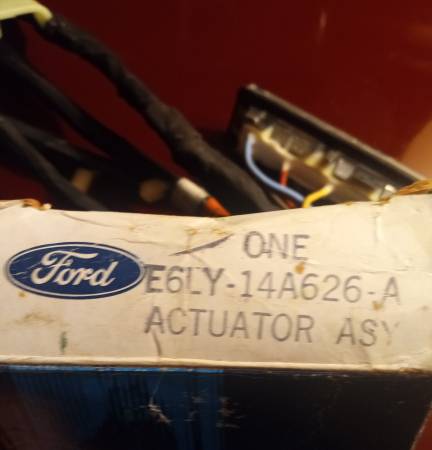 ONE
Ford
E6LY-14A626-A
ACTUATOR ASY